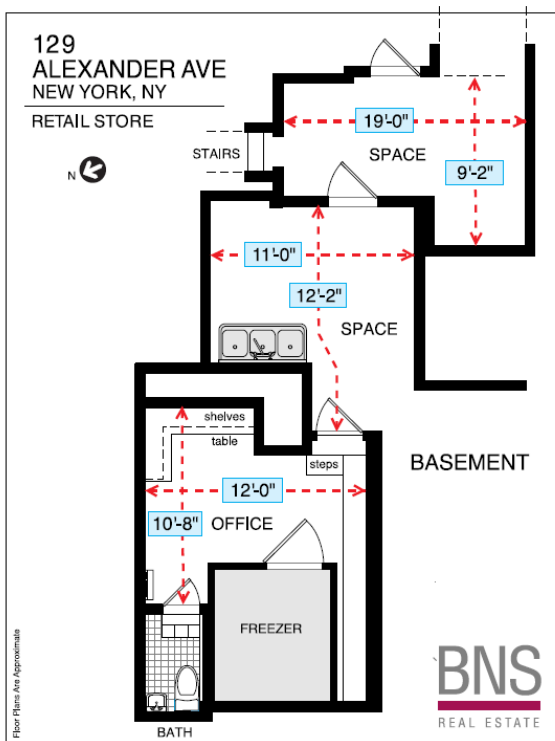 129
ALEXANDER AVE
NEW YORK, NY
RETAIL STORE
N
STAIRS
19'-0"
SPACE
9'-2"
11'-0"
12'-2"
SPACE
shelves
table
steps
BASEMENT
12'-0"
10'-8"
OFFICE
FREEZER
BATH
Floor Plans Are Approximate
BNS
REAL ESTATE